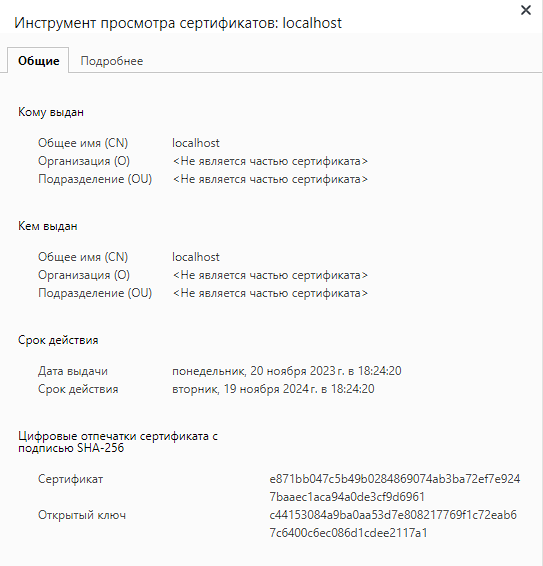 Инструмент просмотра сертификатов: localhost
Общие Подробнее
Кому выдан
Общее имя (CN) localhost
Организация (O) <Не является частью сертификата>
Подразделение (OU) <Не является частью сертификата>
Кем выдан
Общее имя (CN) localhost
Организация (O) <Не является частью сертификата>
Подразделение (OU) <Не является частью сертификата>
Срок действия
Дата выдачи понедельник, 20 ноября 2023 г. в 18:24:20
Срок действия вторник, 19 ноября 2024 г. в 18:24:20
Цифровые отпечатки сертификата с
подписью SHA-256
Сертификат e871bb047c5b49b0284869074ab3ba72ef7e924
7baaec1aca94a0de3cf9d6961
Открытый ключ c44153084a9ba0aa53d7e808217769f1c72eab6
7c6400c6ec086d1cdee2117a1